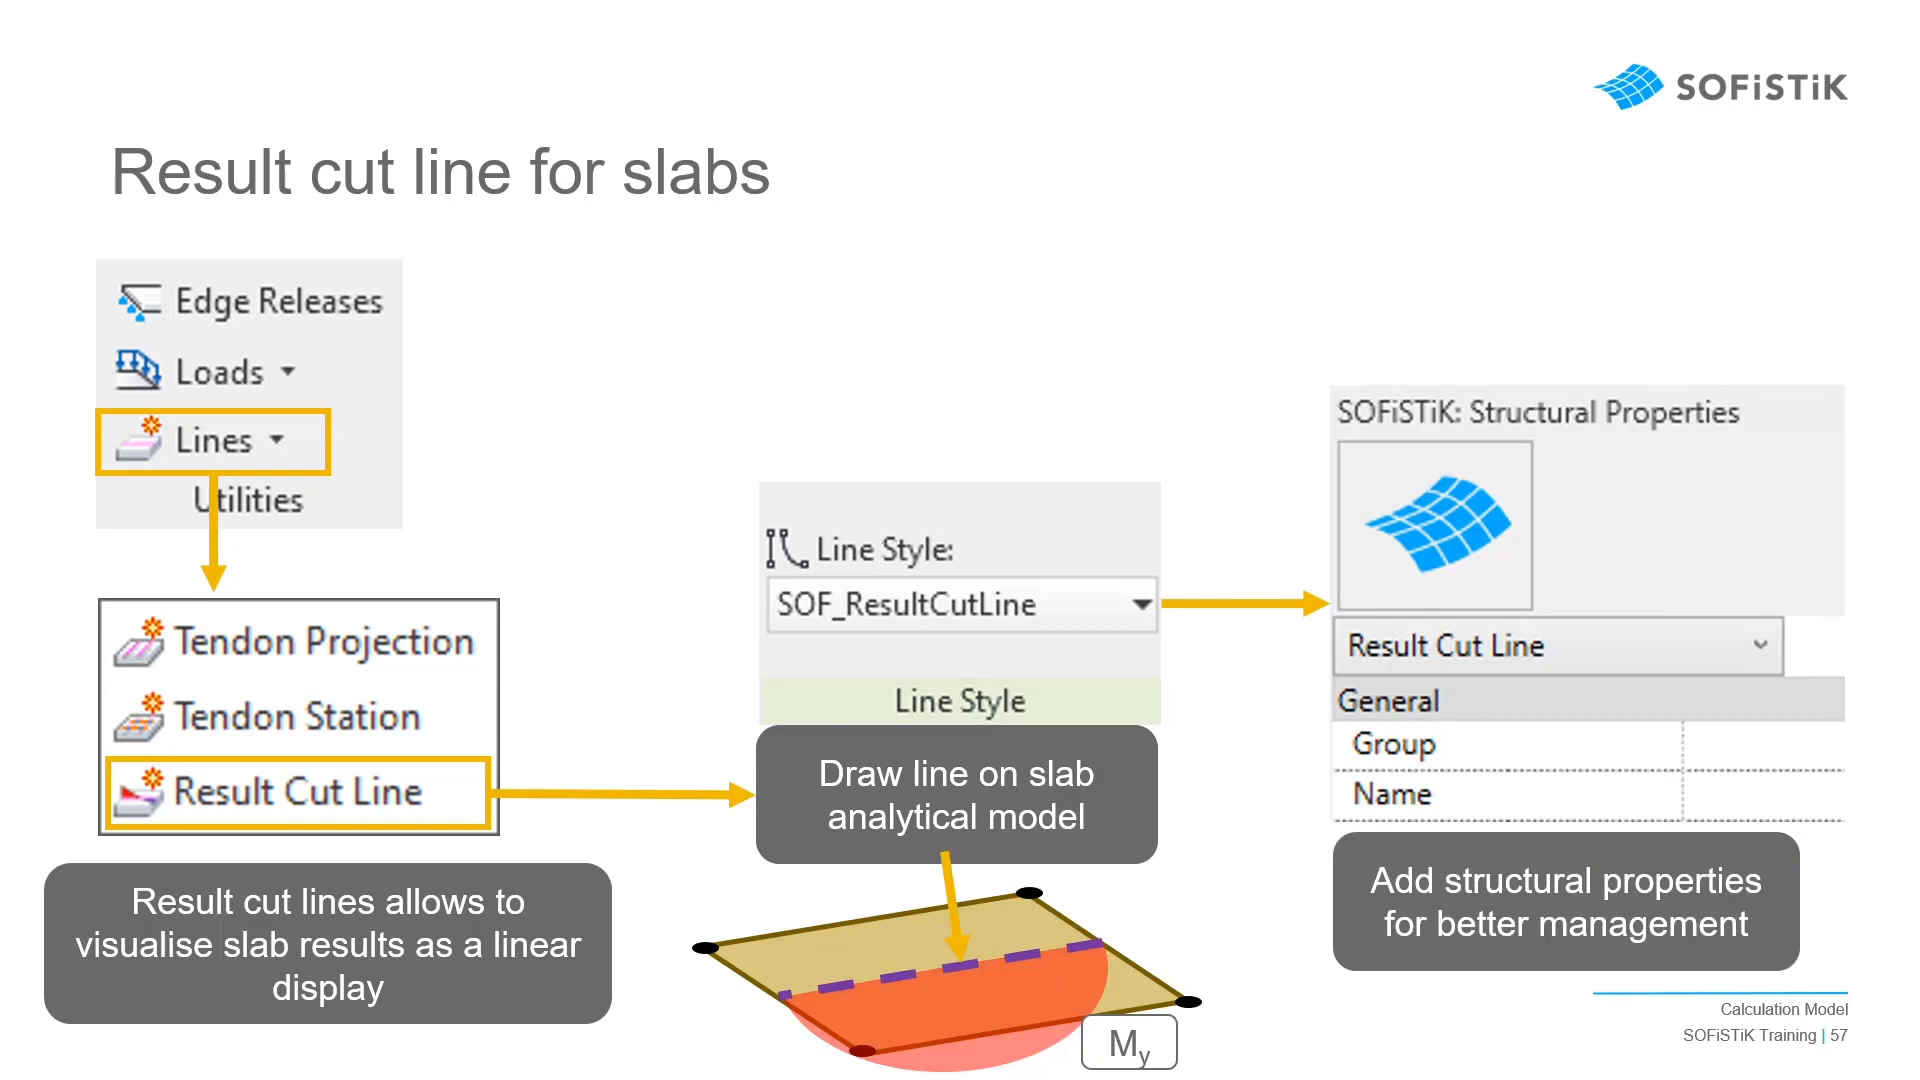 SOFiSTiK
Result cut line for slabs
Edge Releases
Loads
Lines
Utilities
Tendon Projection
Tendon Station
Result Cut Line
Result cut lines allows to
visualise slab results as a linear
display
Line Style:
SOF_ResultCutLine
Line Style
Draw line on slab
analytical model
My
SOFiSTiK: Structural Properties
Result Cut Line
General
Group
Name
Add structural properties
for better management
Calculation Model
SOFiSTiK Training | 57